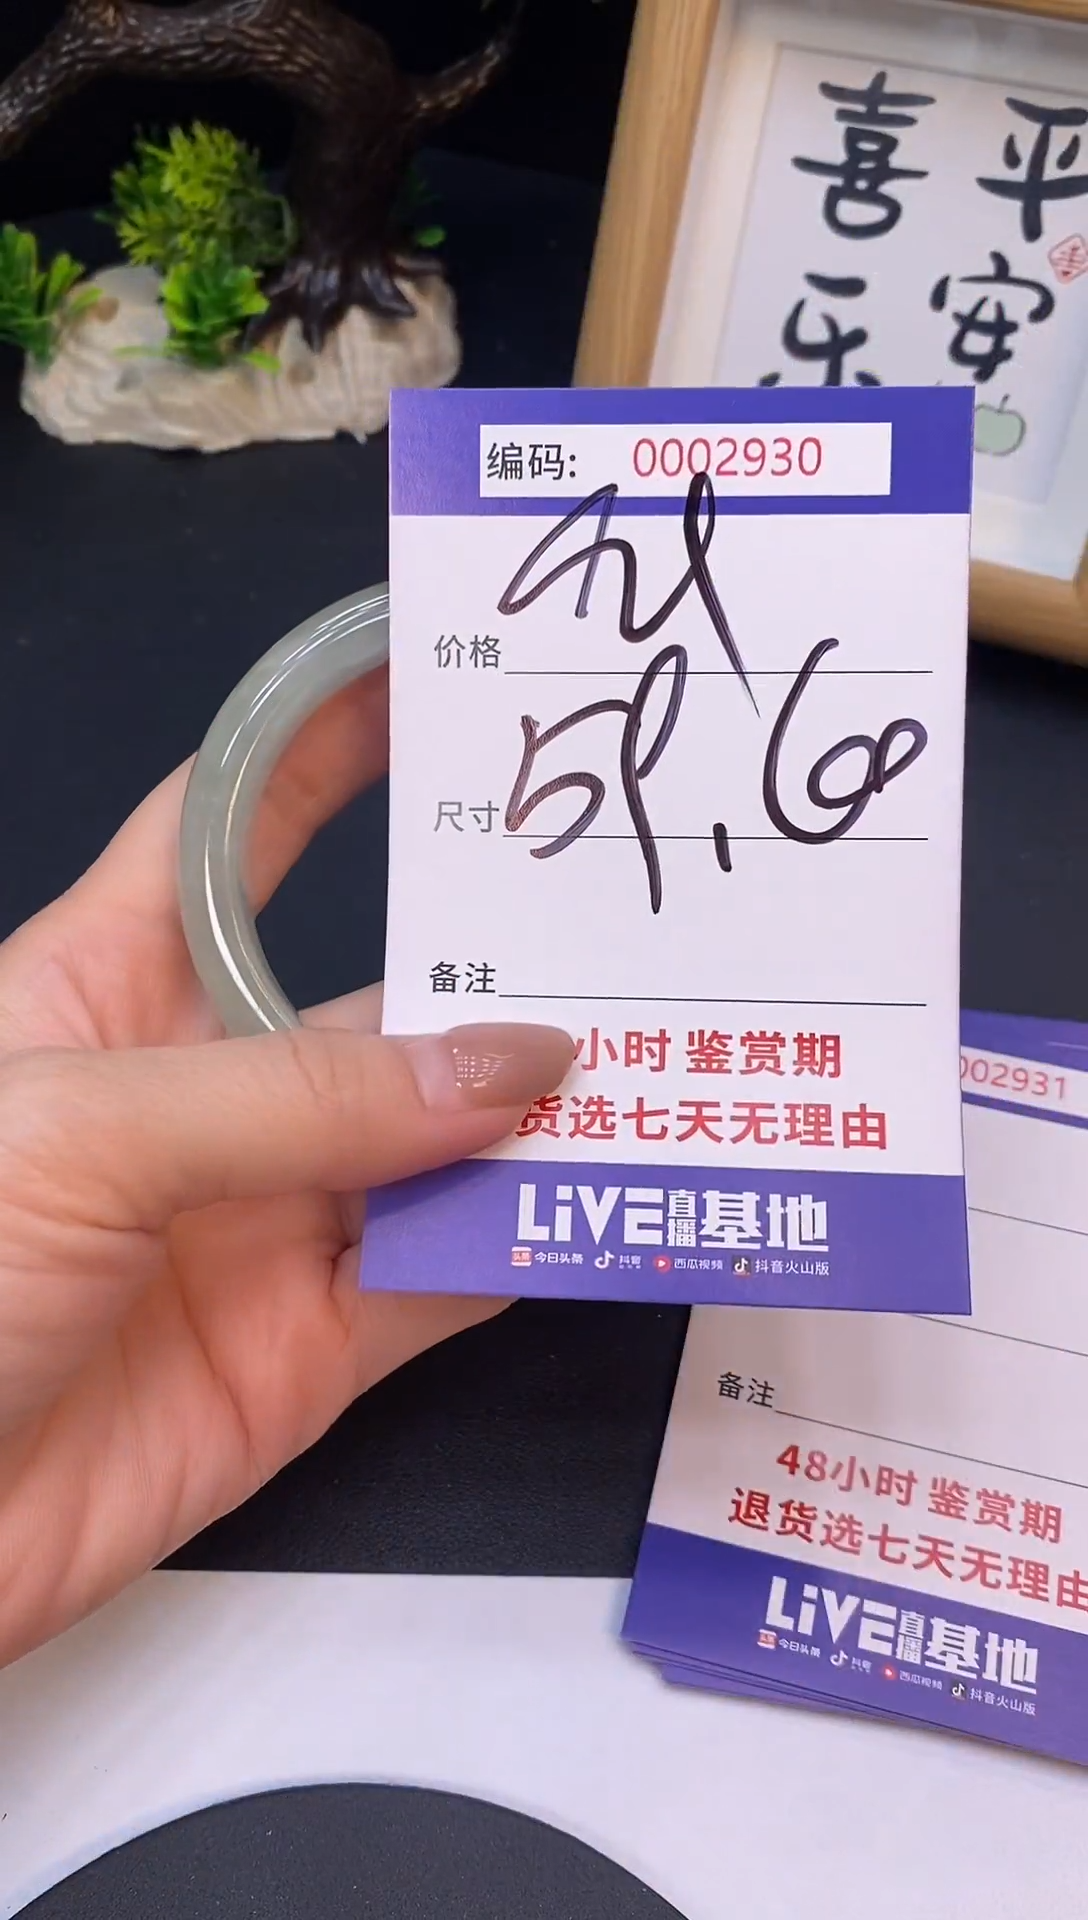 喜 平
乐 安
编码: 0002930
价格
尺寸 59.6
备注
小时 鉴赏期
货选七天无理由
LiVE直播基地
今日头条 抖音 西瓜视频 抖音火山版
002931
备注
48小时 鉴赏期
退货选七天无理由
LiVE直播基地
今日头条 抖音 西瓜视频 抖音火山版